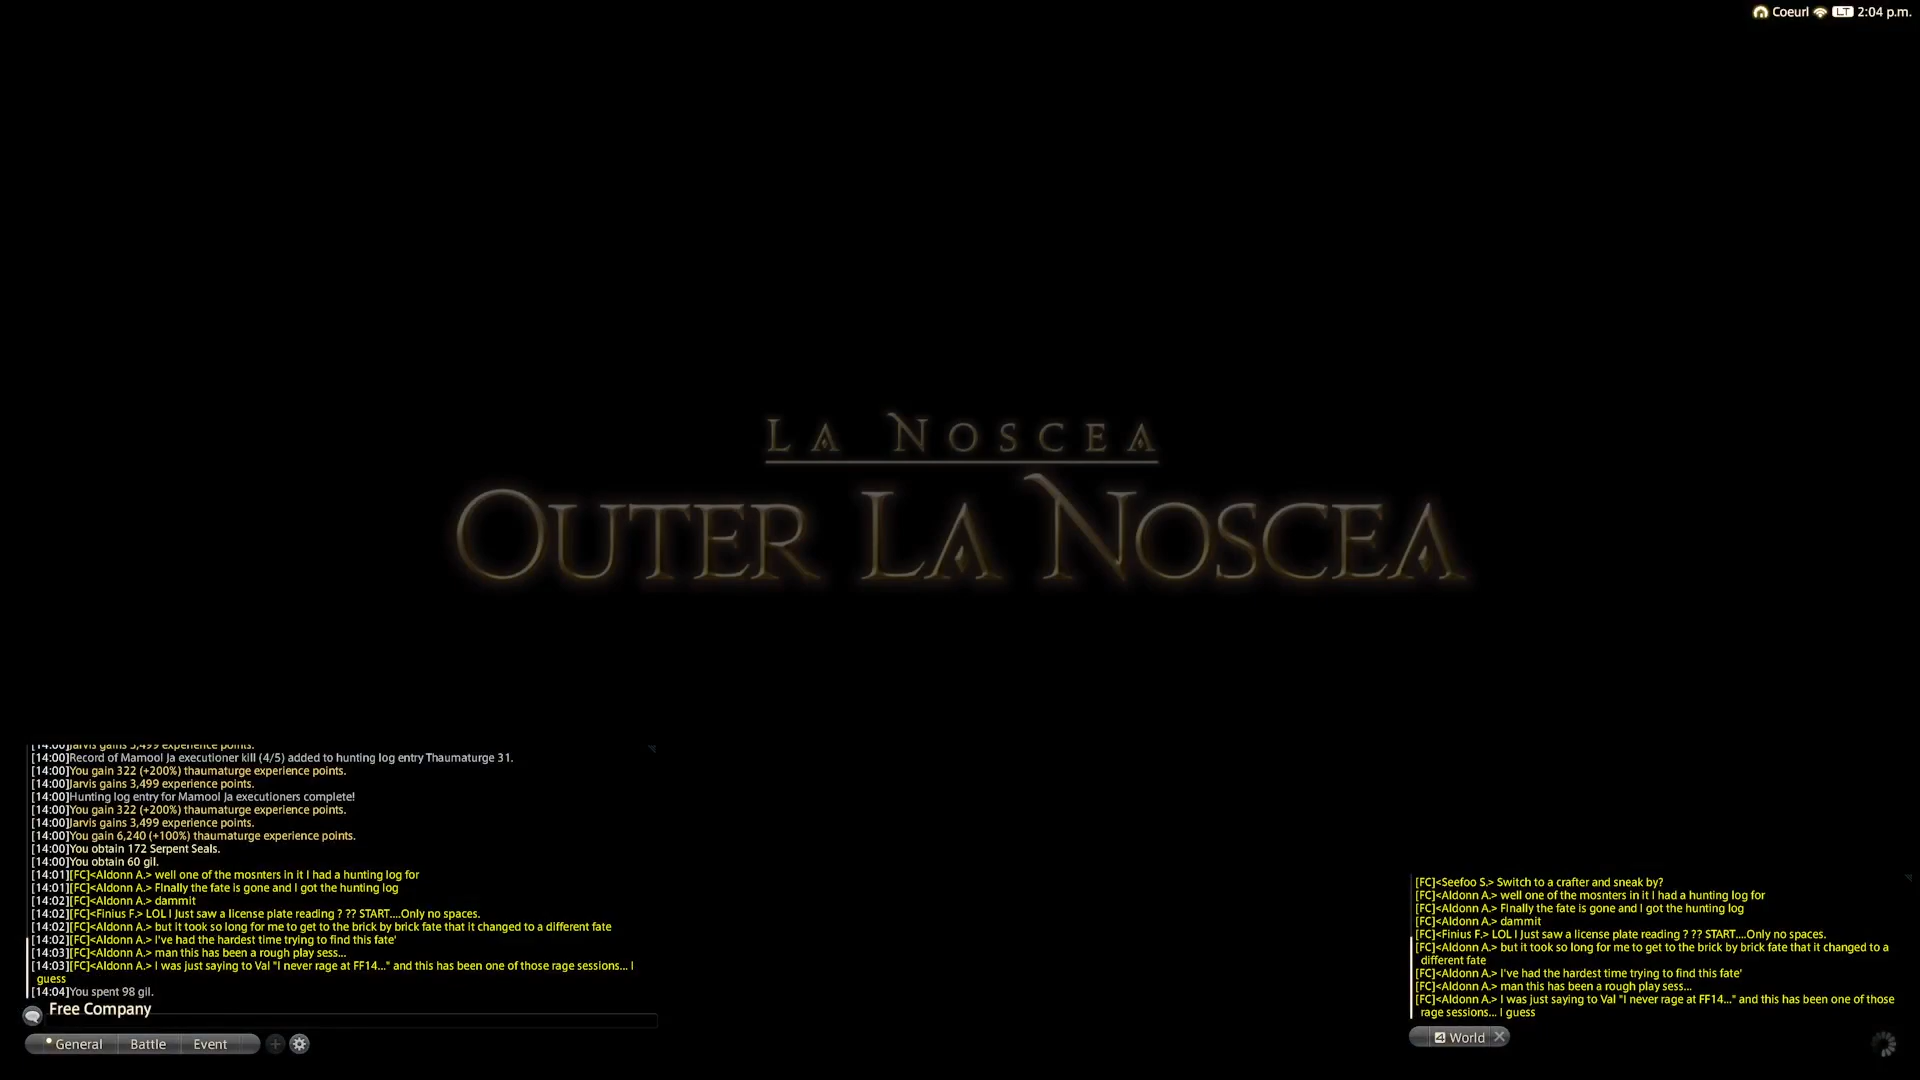 Coeurl LT 2:04 p.m.
LA NOSCEA
OUTER LA NOSCEA
[14:00]Jarvis gains 3,499 experience points.
[14:00]Record of Mamool Ja executioner kill (4/5) added to hunting log entry Thaumaturge 31.
[14:00]You gain 322 (+200%) thaumaturge experience points.
[14:00]Jarvis gains 3,499 experience points.
[14:00]Hunting log entry for Mamool Ja executioners complete!
[14:00]You gain 322 (+200%) thaumaturge experience points.
[14:00]Jarvis gains 3,499 experience points.
[14:00]You gain 6,240 (+100%) thaumaturge experience points.
[14:00]You obtain 172 Serpent Seals.
[14:00]You obtain 60 gil.
[14:01][FC]<Aldonn A.> well one of the mosnters in it I had a hunting log for
[14:01][FC]<Aldonn A.> FInally the fate is gone and I got the hunting log
[14:02][FC]<Aldonn A.> dammit
[14:02][FC]<Finius F.> LOL I Just saw a license plate reading ? ?? START....Only no spaces.
[14:02][FC]<Aldonn A.> but it took so long for me to get to the brick by brick fate that it changed to a different fate
[14:02][FC]<Aldonn A.> I've had the hardest time trying to find this fate'
[14:03][FC]<Aldonn A.> man this has been a rough play sess...
[14:03][FC]<Aldonn A.> I was just saying to Val "I never rage at FF14..." and this has been one of those rage sessions... I
guess
[14:04]You spent 98 gil.
Free Company
General Battle Event
[FC]<Seefoo S.> Switch to a crafter and sneak by?
[FC]<Aldonn A.> well one of the mosnters in it I had a hunting log for
[FC]<Aldonn A.> FInally the fate is gone and I got the hunting log
[FC]<Aldonn A.> dammit
[FC]<Finius F.> LOL I Just saw a license plate reading ? ?? START....Only no spaces.
[FC]<Aldonn A.> but it took so long for me to get to the brick by brick fate that it changed to a
different fate
[FC]<Aldonn A.> I've had the hardest time trying to find this fate'
[FC]<Aldonn A.> man this has been a rough play sess...
[FC]<Aldonn A.> I was just saying to Val "I never rage at FF14..." and this has been one of those
rage sessions... I guess
4 World